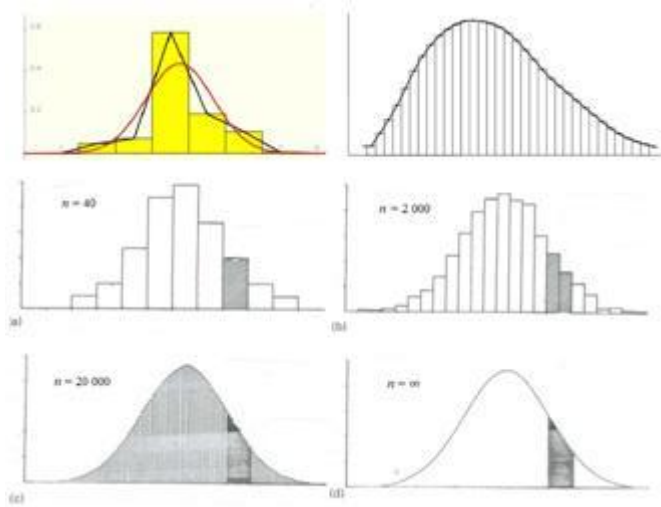 n = 40
n = 2 000
(a)
(b)
n = 20 000
n = ∞
(c)
(d)